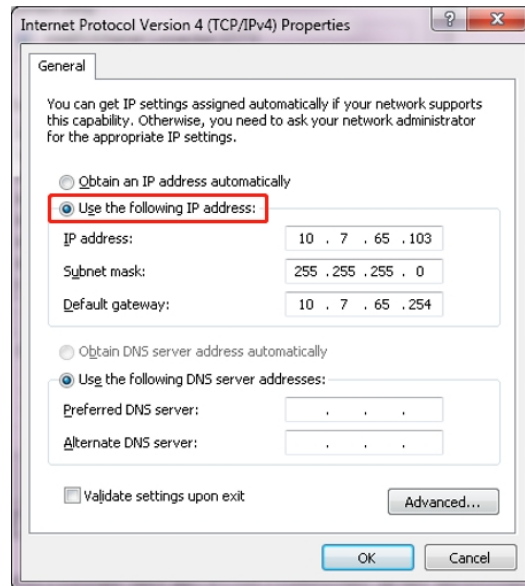 Internet Protocol Version 4 (TCP/IPv4) Properties
General
You can get IP settings assigned automatically if your network supports
this capability. Otherwise, you need to ask your network administrator
for the appropriate IP settings.
Obtain an IP address automatically
Use the following IP address:
IP address: 10 . 7 . 65 . 103
Subnet mask: 255 . 255 . 255 . 0
Default gateway: 10 . 7 . 65 . 254
Obtain DNS server address automatically
Use the following DNS server addresses:
Preferred DNS server: . . .
Alternate DNS server: . . .
Validate settings upon exit
Advanced...
OK Cancel